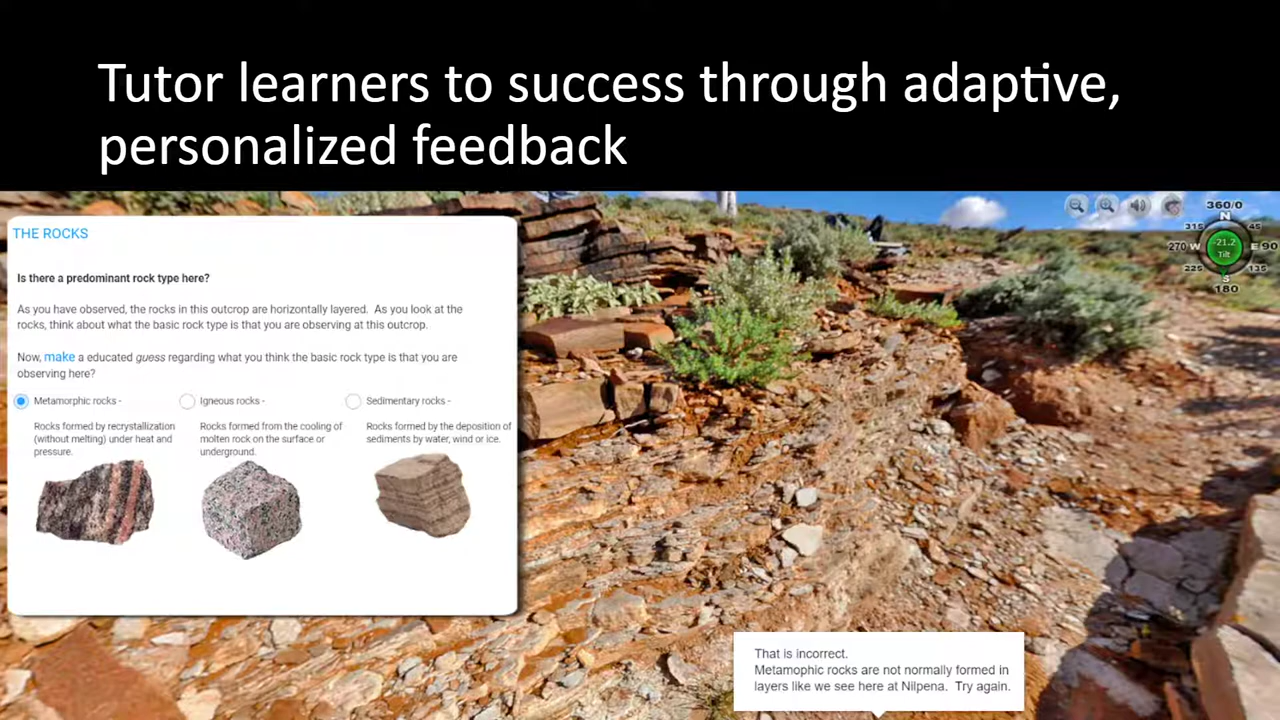 Tutor learners to success through adaptive,
personalized feedback
THE ROCKS
Is there a predominant rock type here?
As you have observed, the rocks in this outcrop are horizontally layered. As you look at the
rocks, think about what the basic rock type is that you are observing at this outcrop.
Now, make a educated guess regarding what you think the basic rock type is that you are
observing here?
Metamorphic rocks -
Rocks formed by recrystallization
(without melting) under heat and
pressure.
Igneous rocks -
Rocks formed from the cooling of
molten rock on the surface or
underground.
Sedimentary rocks -
Rocks formed by the deposition of
sediments by water, wind or ice.
360/0
N
315
45
270 W
-21.2
E 90
Tilt
225
135
S
180
That is incorrect.
Metamophic rocks are not normally formed in
layers like we see here at Nilpena. Try again.